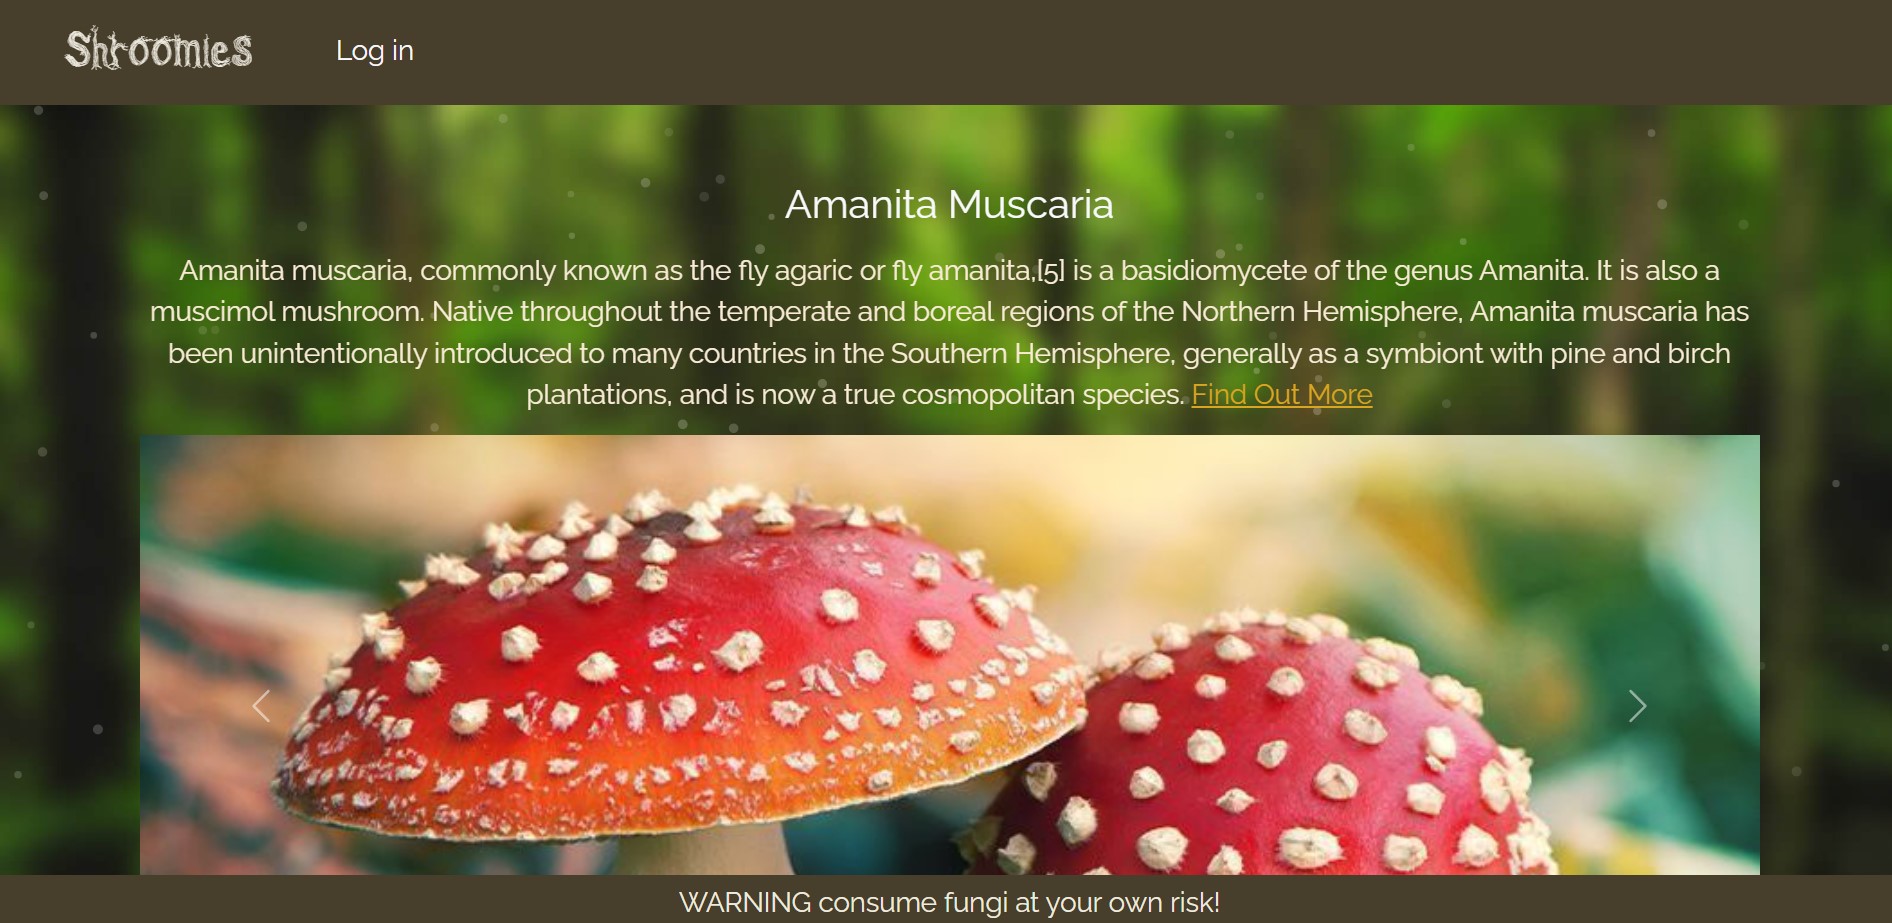 Shroomies
Log in
Amanita Muscaria
Amanita muscaria, commonly known as the fly agaric or fly amanita,[5] is a basidiomycete of the genus Amanita. It is also a
muscimol mushroom. Native throughout the temperate and boreal regions of the Northern Hemisphere, Amanita muscaria has
been unintentionally introduced to many countries in the Southern Hemisphere, generally as a symbiont with pine and birch
plantations, and is now a true cosmopolitan species. Find Out More
WARNING consume fungi at your own risk!